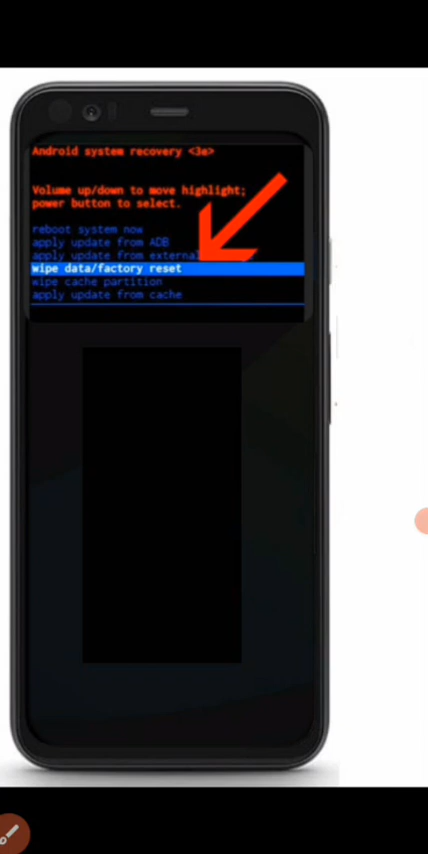 Android system recovery <3e>
Volume up/down to move highlight;
power button to select.
reboot system now
apply update from ADB
apply update from external
wipe data/factory reset
wipe cache partition
apply update from cache